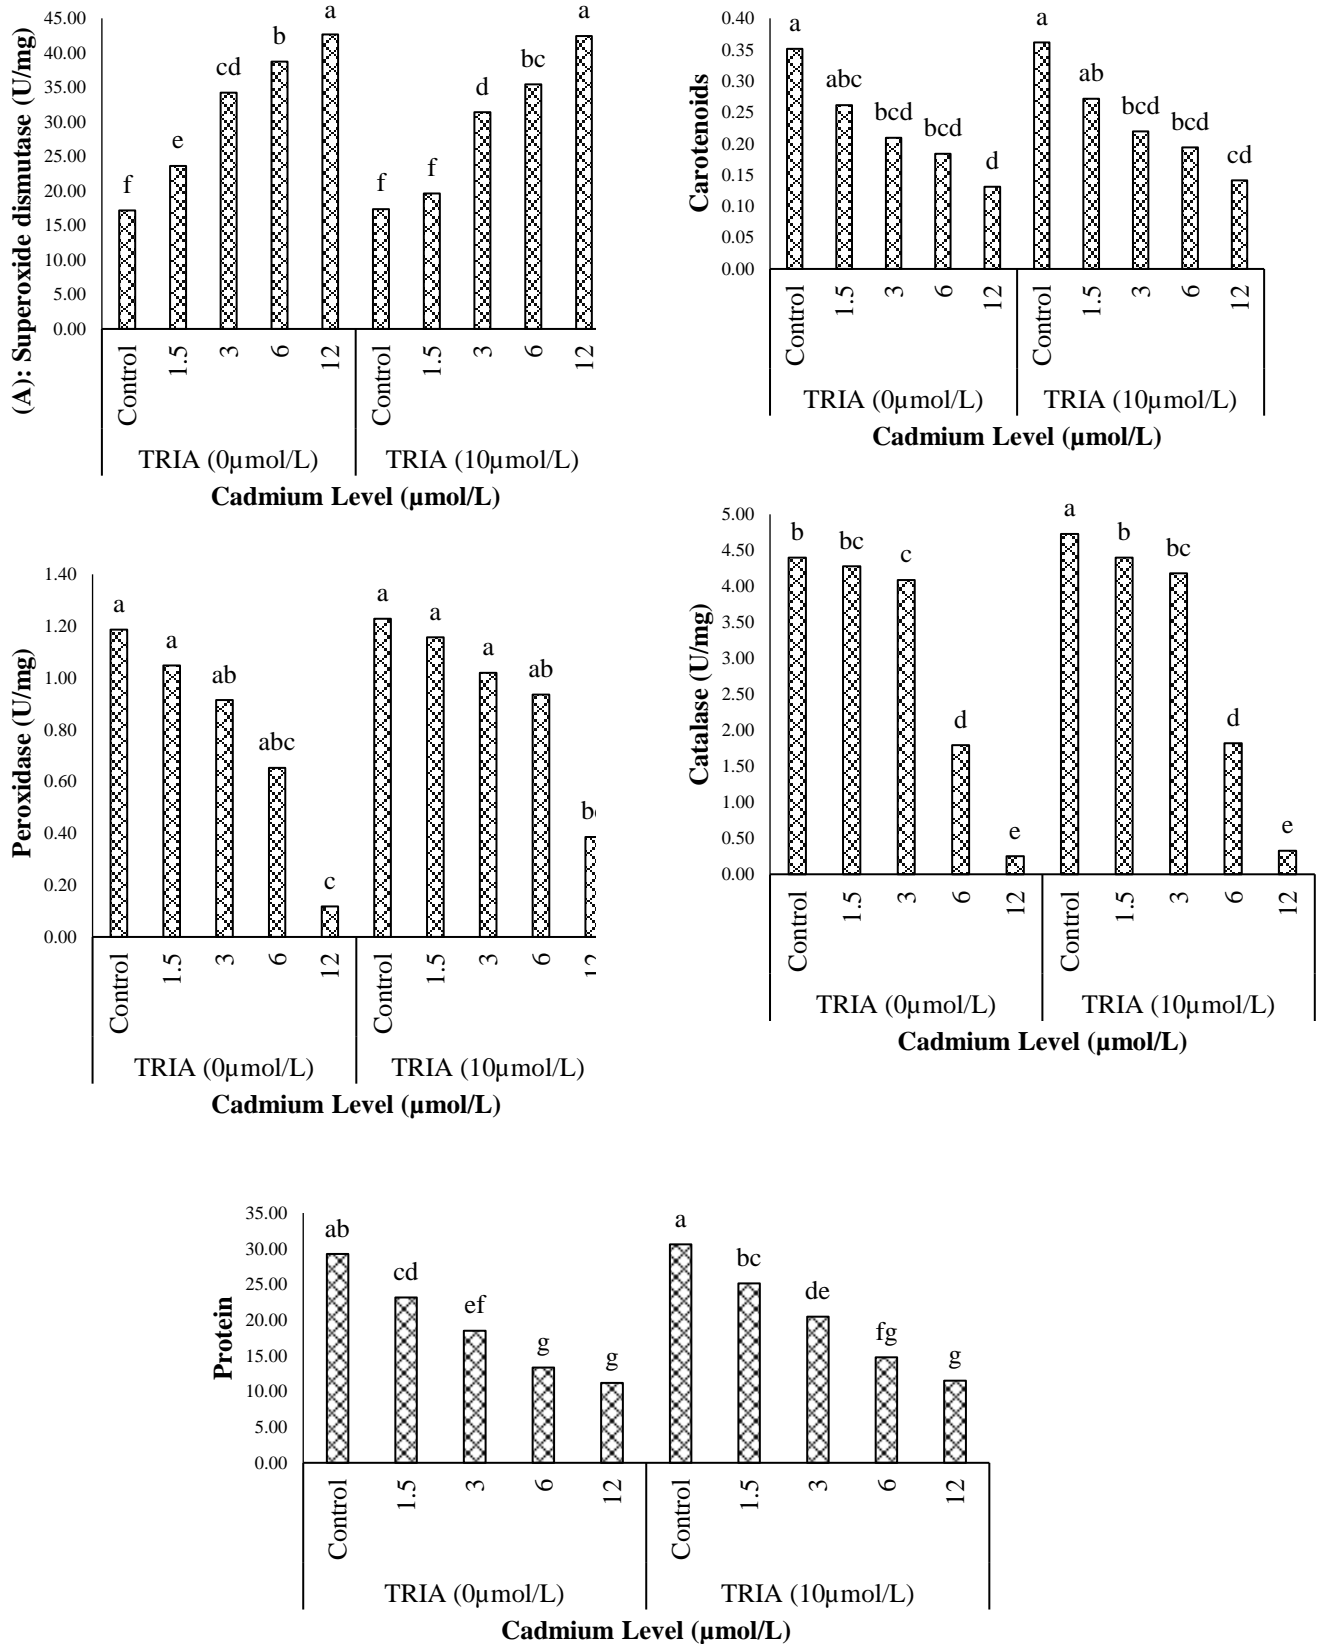 (A): Superoxide dismutase (U/mg)
45.00
40.00
35.00
30.00
25.00
20.00
15.00
10.00
5.00
0.00
f e cd b a f f d bc a
Control 1.5 3 6 12 Control 1.5 3 6 12
TRIA (0µmol/L) TRIA (10µmol/L)
Cadmium Level (µmol/L)
Carotenoids
0.40
0.35
0.30
0.25
0.20
0.15
0.10
0.05
0.00
a abc bcd bcd d a ab bcd bcd cd
Control 1.5 3 6 12 Control 1.5 3 6 12
TRIA (0µmol/L) TRIA (10µmol/L)
Cadmium Level (µmol/L)
Peroxidase (U/mg)
1.40
1.20
1.00
0.80
0.60
0.40
0.20
0.00
a a ab abc c a a a ab
Control 1.5 3 6 12 Control 1.5 3 6
TRIA (0µmol/L) TRIA (10µmol/L)
Cadmium Level (µmol/L)
Catalase (U/mg)
5.00
4.50
4.00
3.50
3.00
2.50
2.00
1.50
1.00
0.50
0.00
b bc c d e a b bc d e
Control 1.5 3 6 12 Control 1.5 3 6 12
TRIA (0µmol/L) TRIA (10µmol/L)
Cadmium Level (µmol/L)
Protein
35.00
30.00
25.00
20.00
15.00
10.00
5.00
0.00
ab cd ef g g a bc de fg g
Control 1.5 3 6 12 Control 1.5 3 6 12
TRIA (0µmol/L) TRIA (10µmol/L)
Cadmium Level (µmol/L)